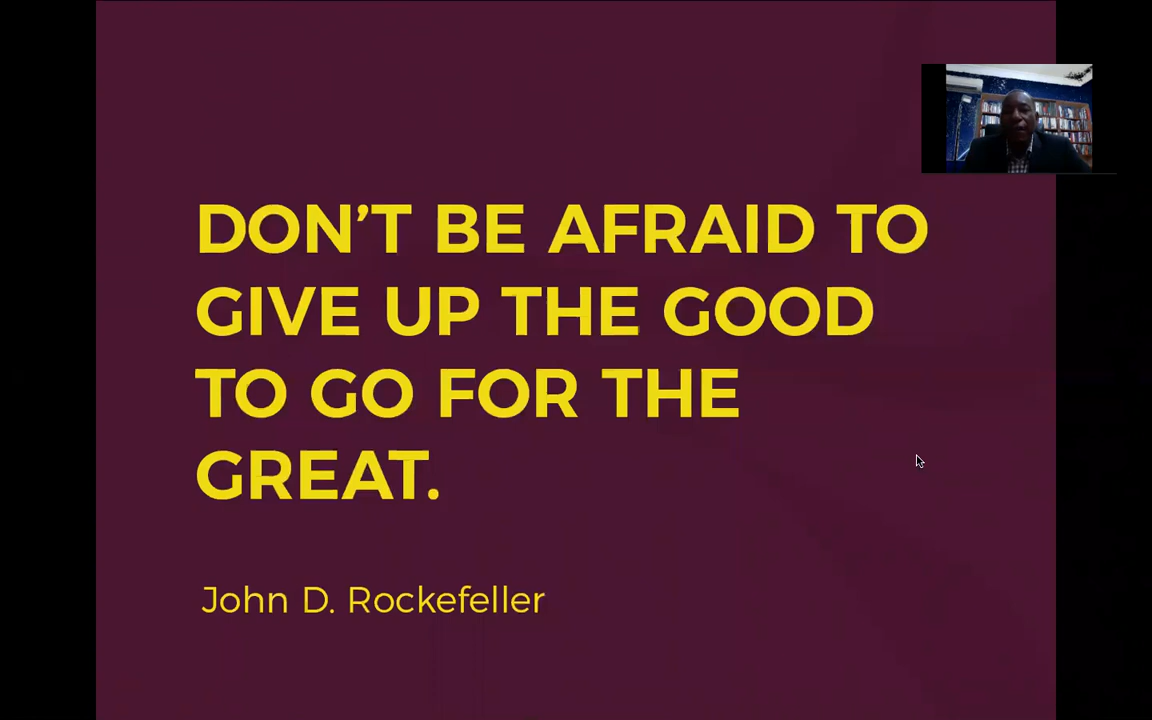 DON'T BE AFRAID TO
GIVE UP THE GOOD
TO GO FOR THE
GREAT.
John D. Rockefeller